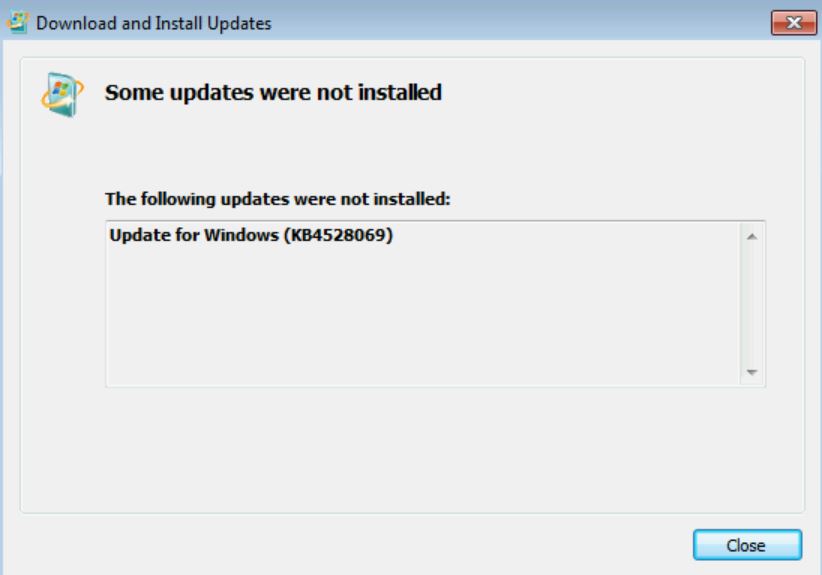 Download and Install Updates
Some updates were not installed
The following updates were not installed:
Update for Windows (KB4528069)
Close